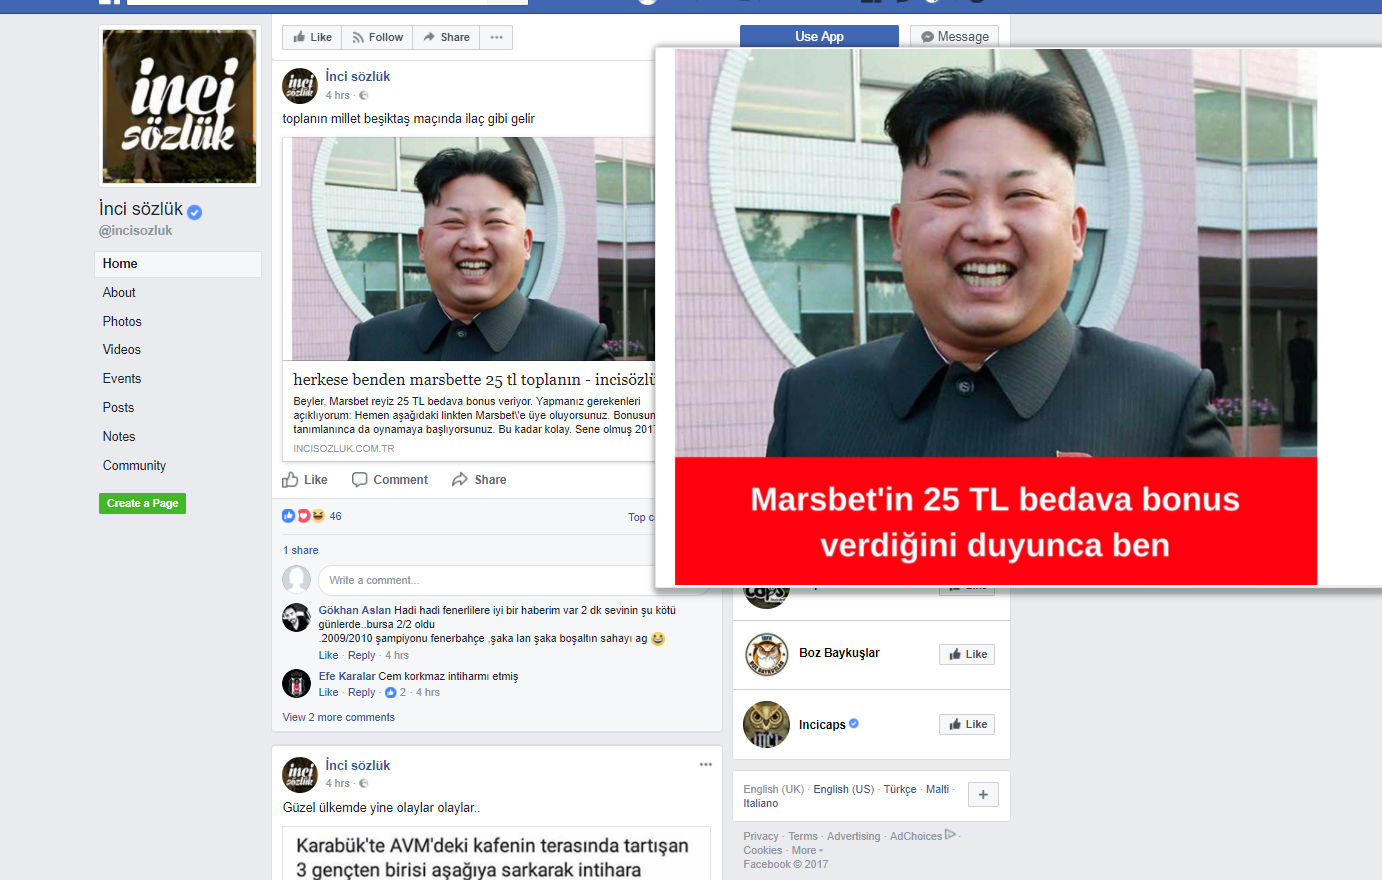 inci
sözlük
İnci sözlük
@incisozluk
Home
About
Photos
Videos
Events
Posts
Notes
Community
Create a Page
Like
Follow
Share
Use App
Message
inci
sözlük
İnci sözlük
4 hrs ·
toplanın millet beşiktaş maçında ilaç gibi gelir
herkese benden marsbette 25 tl toplanın - incisözlü
Beyler, Marsbet reyiz 25 TL bedava bonus veriyor. Yapmanız gerekenleri
açıklıyorum: Hemen aşağıdaki linkten Marsbet\'e üye oluyorsunuz. Bonusun
tanımlanınca da oynamaya başlıyorsunuz. Bu kadar kolay. Sene olmuş 2017
INCISOZLUK.COM.TR
Like
Comment
Share
46
Top c
1 share
Write a comment...
Gökhan Aslan Hadi hadi fenerlilere iyi bir haberim var 2 dk sevinin şu kötü
günlerde..bursa 2/2 oldu
.2009/2010 şampiyonu fenerbahçe ,şaka lan şaka boşaltın sahayı ag
Like · Reply · 4 hrs
Efe Karalar Cem korkmaz intiharmı etmiş
Like · Reply · 2 · 4 hrs
View 2 more comments
inci
sözlük
İnci sözlük
4 hrs ·
Güzel ülkemde yine olaylar olaylar..
Karabük'te AVM'deki kafenin terasında tartışan
3 gençten birisi aşağıya sarkarak intihara
Marsbet'in 25 TL bedava bonus
verdiğini duyunca ben
BOZ BAYKUŞLAR
Boz Baykuşlar
Like
Incicaps
Like
English (UK) · English (US) · Türkçe · Malti ·
Italiano
Privacy · Terms · Advertising · AdChoices ·
Cookies · More
Facebook © 2017